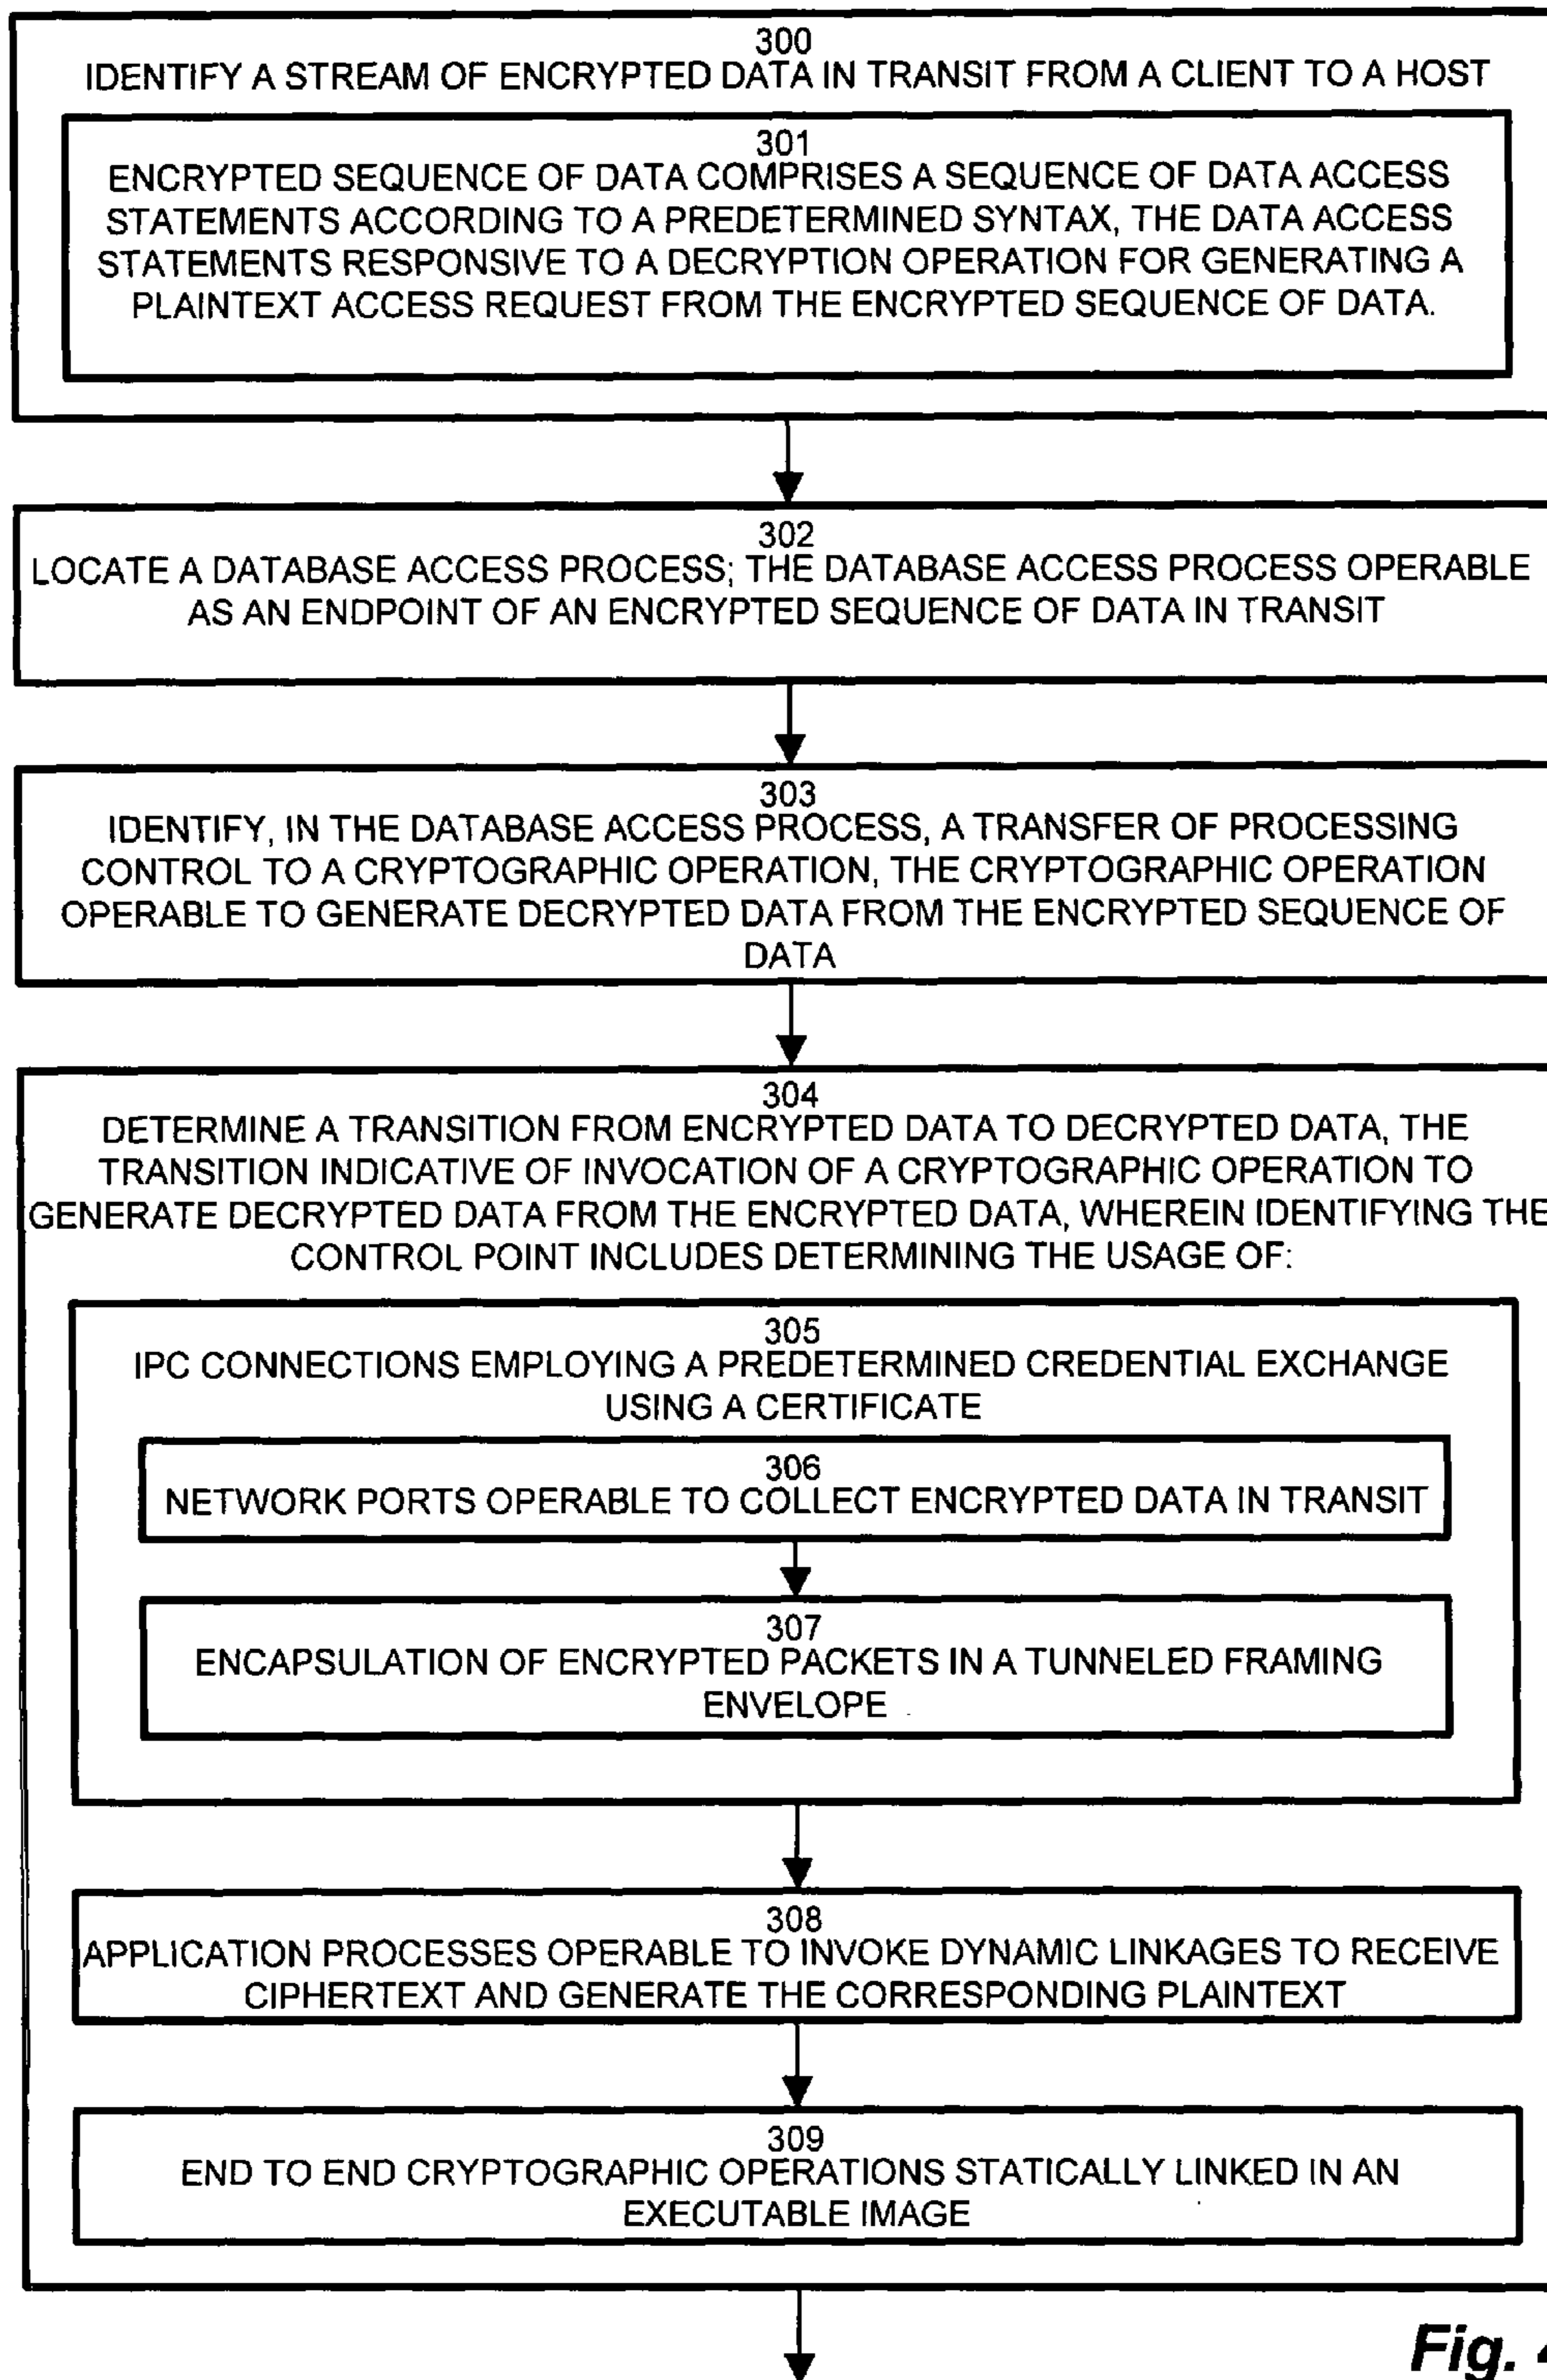 300
IDENTIFY A STREAM OF ENCRYPTED DATA IN TRANSIT FROM A CLIENT TO A HOST
301
ENCRYPTED SEQUENCE OF DATA COMPRISES A SEQUENCE OF DATA ACCESS
STATEMENTS ACCORDING TO A PREDETERMINED SYNTAX, THE DATA ACCESS
STATEMENTS RESPONSIVE TO A DECRYPTION OPERATION FOR GENERATING A
PLAINTEXT ACCESS REQUEST FROM THE ENCRYPTED SEQUENCE OF DATA.
302
LOCATE A DATABASE ACCESS PROCESS; THE DATABASE ACCESS PROCESS OPERABLE
AS AN ENDPOINT OF AN ENCRYPTED SEQUENCE OF DATA IN TRANSIT
303
IDENTIFY, IN THE DATABASE ACCESS PROCESS, A TRANSFER OF PROCESSING
CONTROL TO A CRYPTOGRAPHIC OPERATION, THE CRYPTOGRAPHIC OPERATION
OPERABLE TO GENERATE DECRYPTED DATA FROM THE ENCRYPTED SEQUENCE OF
DATA
304
DETERMINE A TRANSITION FROM ENCRYPTED DATA TO DECRYPTED DATA, THE
TRANSITION INDICATIVE OF INVOCATION OF A CRYPTOGRAPHIC OPERATION TO
GENERATE DECRYPTED DATA FROM THE ENCRYPTED DATA, WHEREIN IDENTIFYING THE
CONTROL POINT INCLUDES DETERMINING THE USAGE OF:
305
IPC CONNECTIONS EMPLOYING A PREDETERMINED CREDENTIAL EXCHANGE
USING A CERTIFICATE
306
NETWORK PORTS OPERABLE TO COLLECT ENCRYPTED DATA IN TRANSIT
307
ENCAPSULATION OF ENCRYPTED PACKETS IN A TUNNELED FRAMING
ENVELOPE
308
APPLICATION PROCESSES OPERABLE TO INVOKE DYNAMIC LINKAGES TO RECEIVE
CIPHERTEXT AND GENERATE THE CORRESPONDING PLAINTEXT
309
END TO END CRYPTOGRAPHIC OPERATIONS STATICALLY LINKED IN AN
EXECUTABLE IMAGE
Fig.